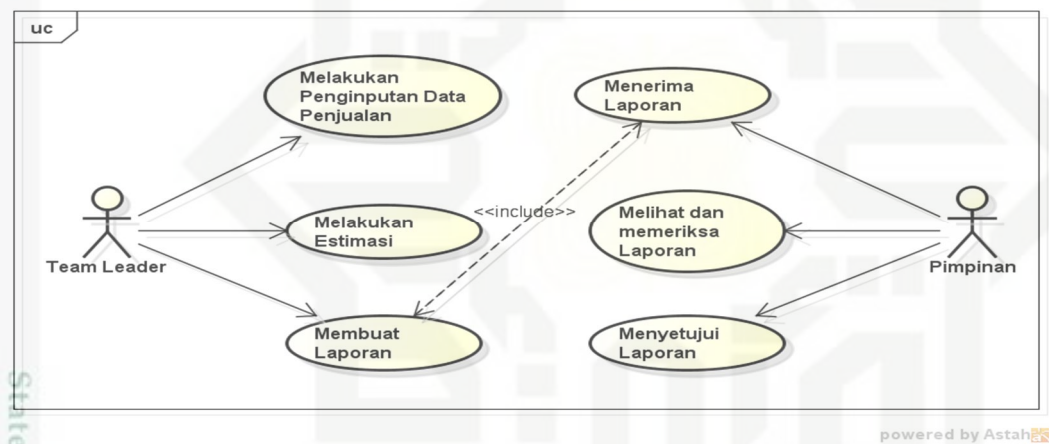 uc
Melakukan
Penginputan Data
Penjualan
Menerima
Laporan
<<include>>
Melakukan
Estimasi
Melihat dan
memeriksa
Laporan
Team Leader
Pimpinan
Membuat
Laporan
Menyetujui
Laporan
State
powered by Astah